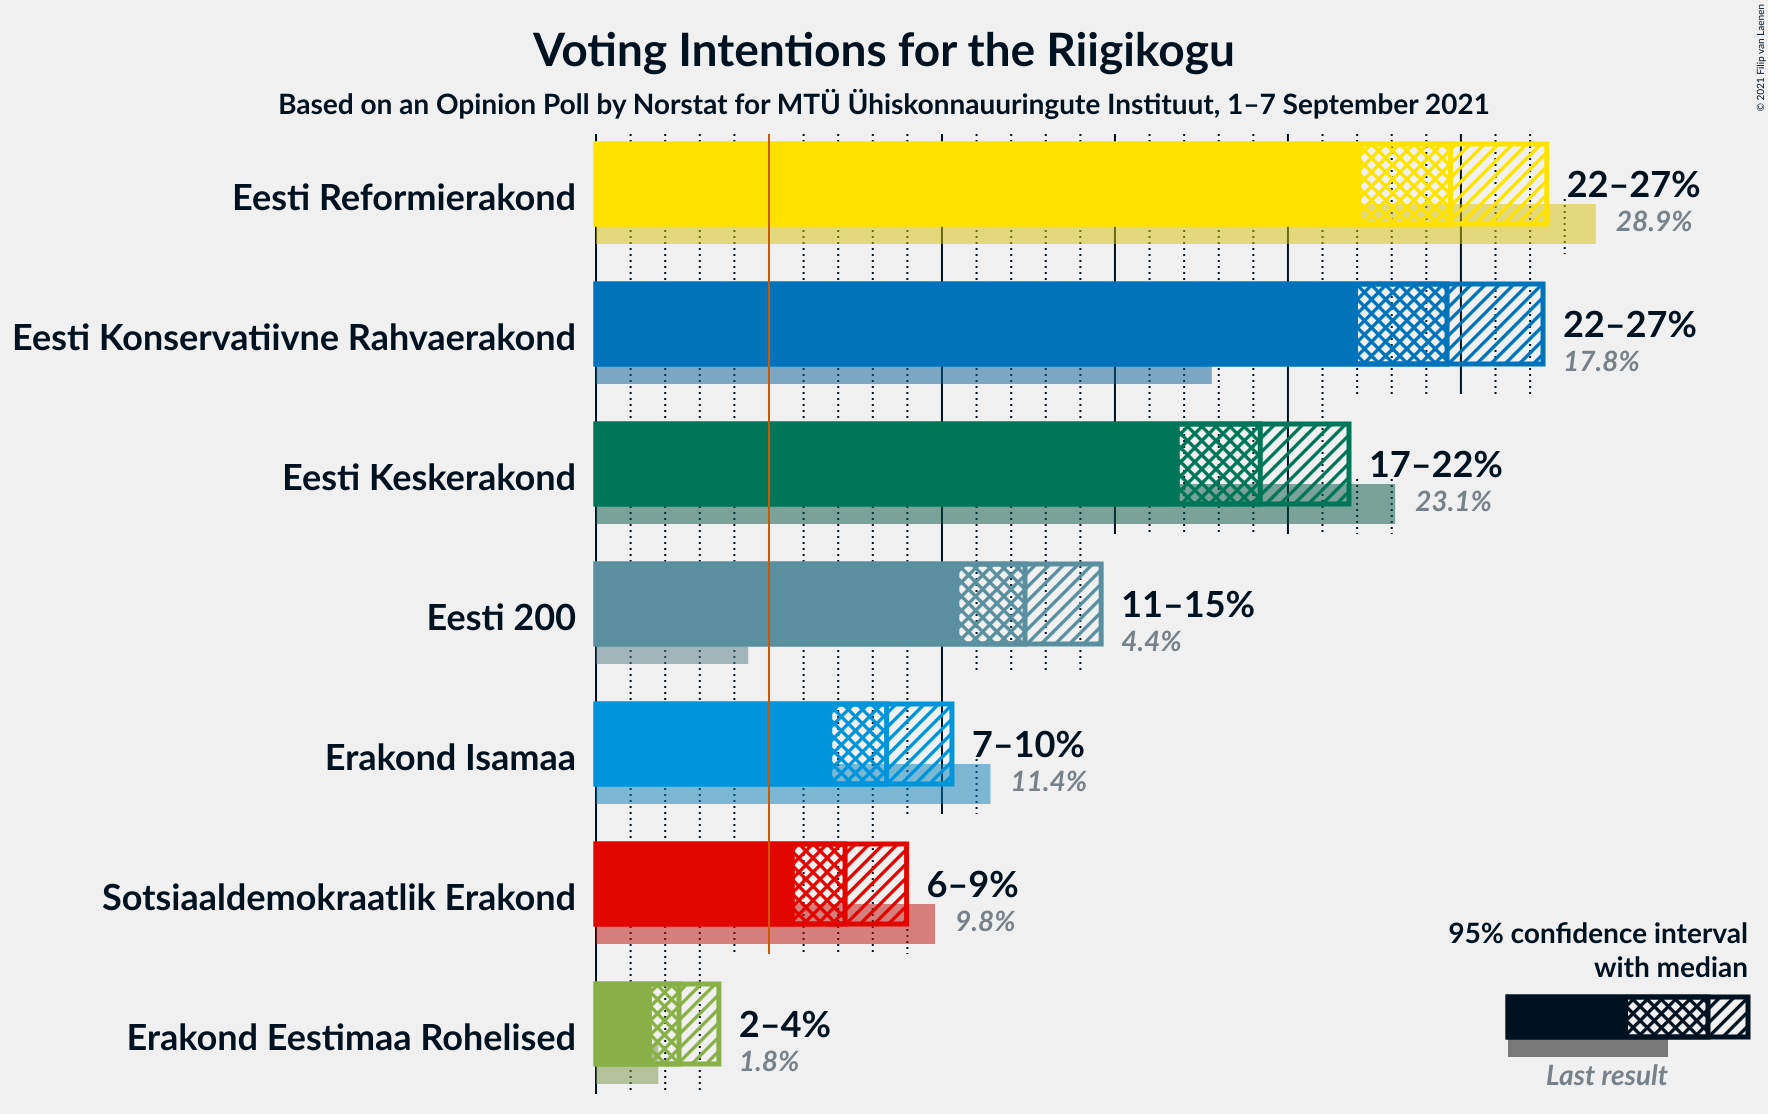 Voting Intentions for the Riigikogu
Based on an Opinion Poll by Norstat for MTÜ Ühiskonnauuringute Instituut, 1–7 September 2021
© 2021 Filip van Laenen
Eesti Reformierakond
22–27%
28.9%
Eesti Konservatiivne Rahvaerakond
22–27%
17.8%
Eesti Keskerakond
17–22%
23.1%
Eesti 200
11–15%
4.4%
Erakond Isamaa
7–10%
11.4%
Sotsiaaldemokraatlik Erakond
6–9%
9.8%
Erakond Eestimaa Rohelised
2–4%
1.8%
95% confidence interval
with median
Last result